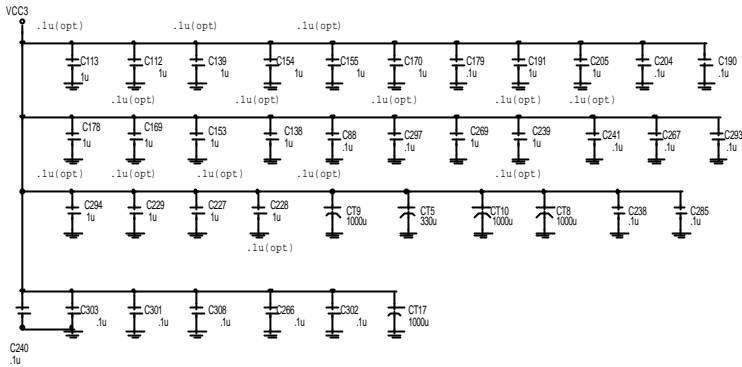 VCC3
.1u(opt) .1u(opt) .1u(opt)
C113 C112 C139 C154 C155 C170 C179 C191 C205 C204 C190
1u 1u 1u 1u 1u 1u .1u 1u 1u .1u .1u
.1u(opt) .1u(opt) .1u(opt) .1u(opt) .1u(opt)
C178 C169 C153 C138 C88 C297 C269 C239 C241 C267 C293
1u 1u 1u 1u .1u .1u 1u 1u .1u .1u .1u
.1u(opt) .1u(opt) .1u(opt) .1u(opt) .1u(opt)
C294 C229 C227 C228 CT9 CT5 CT10 CT8 C238 C285
1u 1u 1u 1u 1000u 330u 1000u 1000u .1u .1u
.1u(opt)
C303 C301 C308 C266 C302 CT17
.1u .1u .1u .1u .1u 1000u
C240
.1u